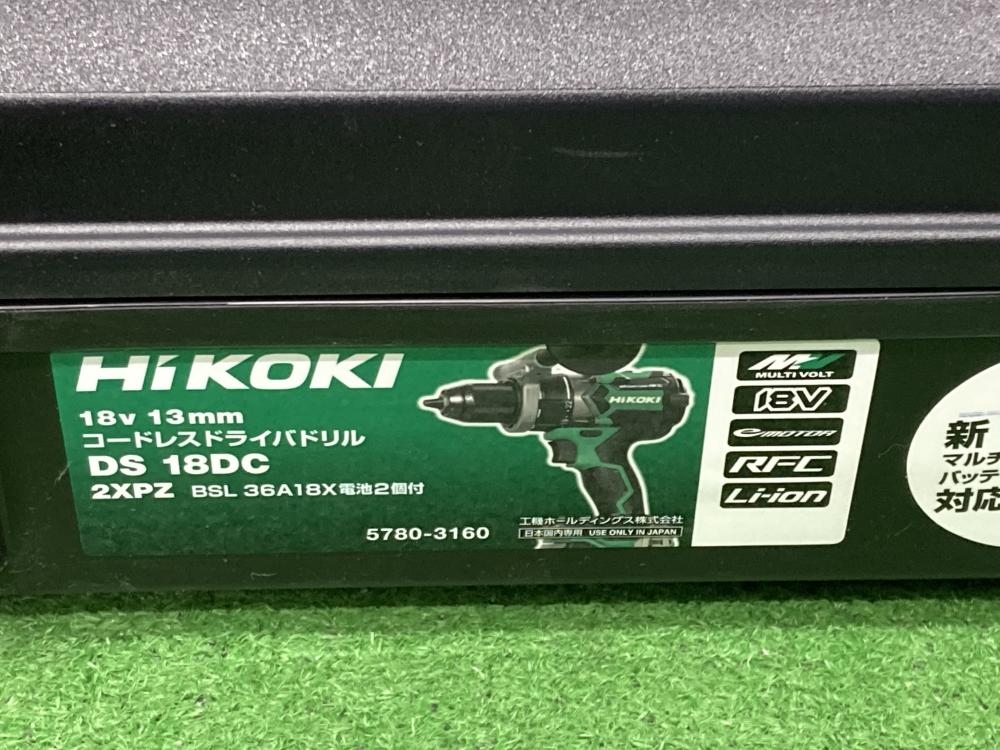 HiKOKI
18v 13mm
コードレスドライバドリル
DS 18DC
2XPZ BSL 36A18X電池2個付
5780-3160
HiKOKI
工機ホールディングス株式会社
日本国内専用 USE ONLY IN JAPAN
MV
MULTI VOLT
18V
e MOTOR
RFC
Li-ion
新
マルチ
バッテ
対応